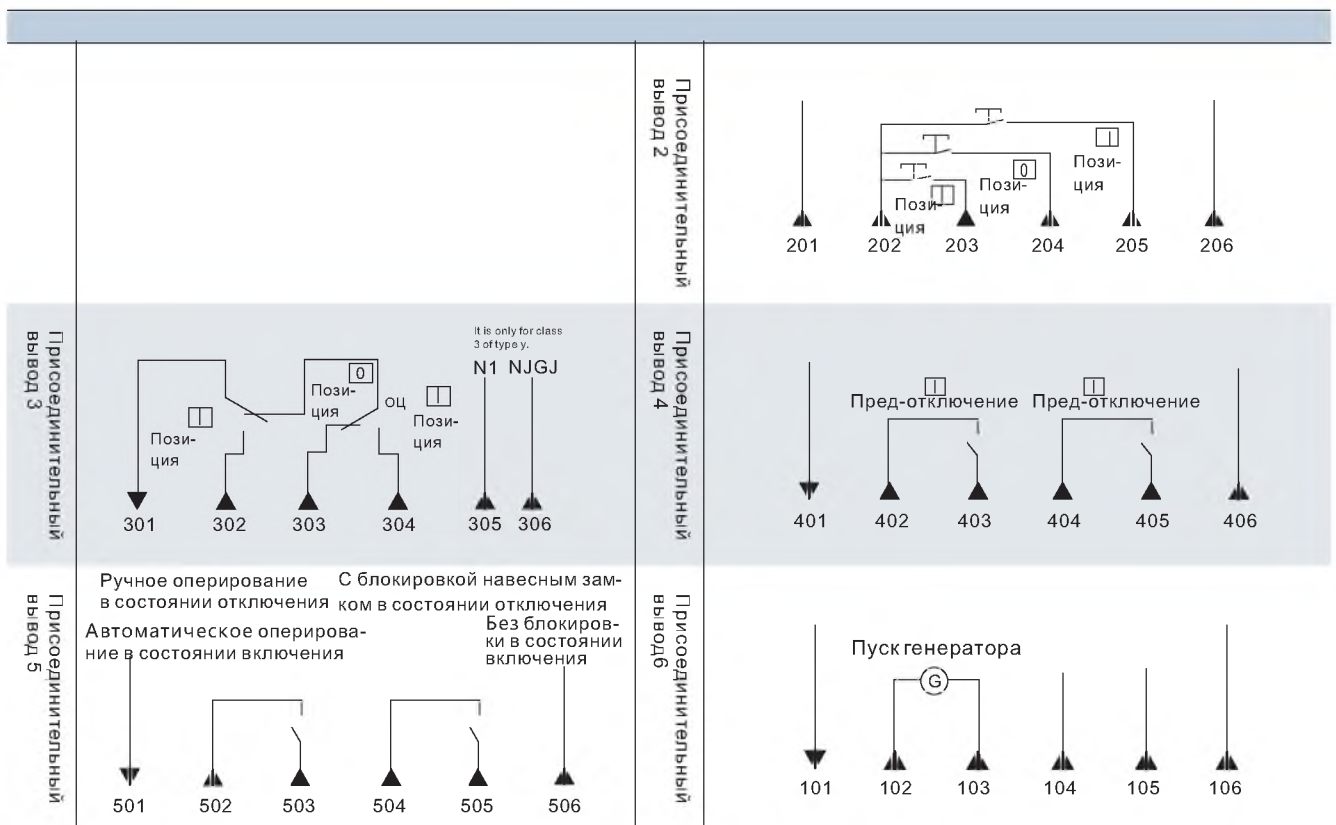 Присоединительный
вывод 2
I
Пози-
ция
0
Пози-
ция
Пози-
ция
201 202 203 204 205 206
Присоединительный
вывод 3
It is only for class
3 of type y.
N1 NJGJ
0
Пози-
ция
ОЦ
Пози-
ция
Пози-
ция
301 302 303 304 305 306
Присоединительный
вывод 4
I I
Пред-отключение Пред-отключение
401 402 403 404 405 406
Присоединительный
вывод 5
Ручное оперирование
в состоянии отключения
С блокировкой навесным зам-
ком в состоянии отключения
Автоматическое оперирова-
ние в состоянии включения
Без блокиров-
ки в состоянии
включения
501 502 503 504 505 506
Присоединительный
вывод6
Пуск генератора
G
101 102 103 104 105 106